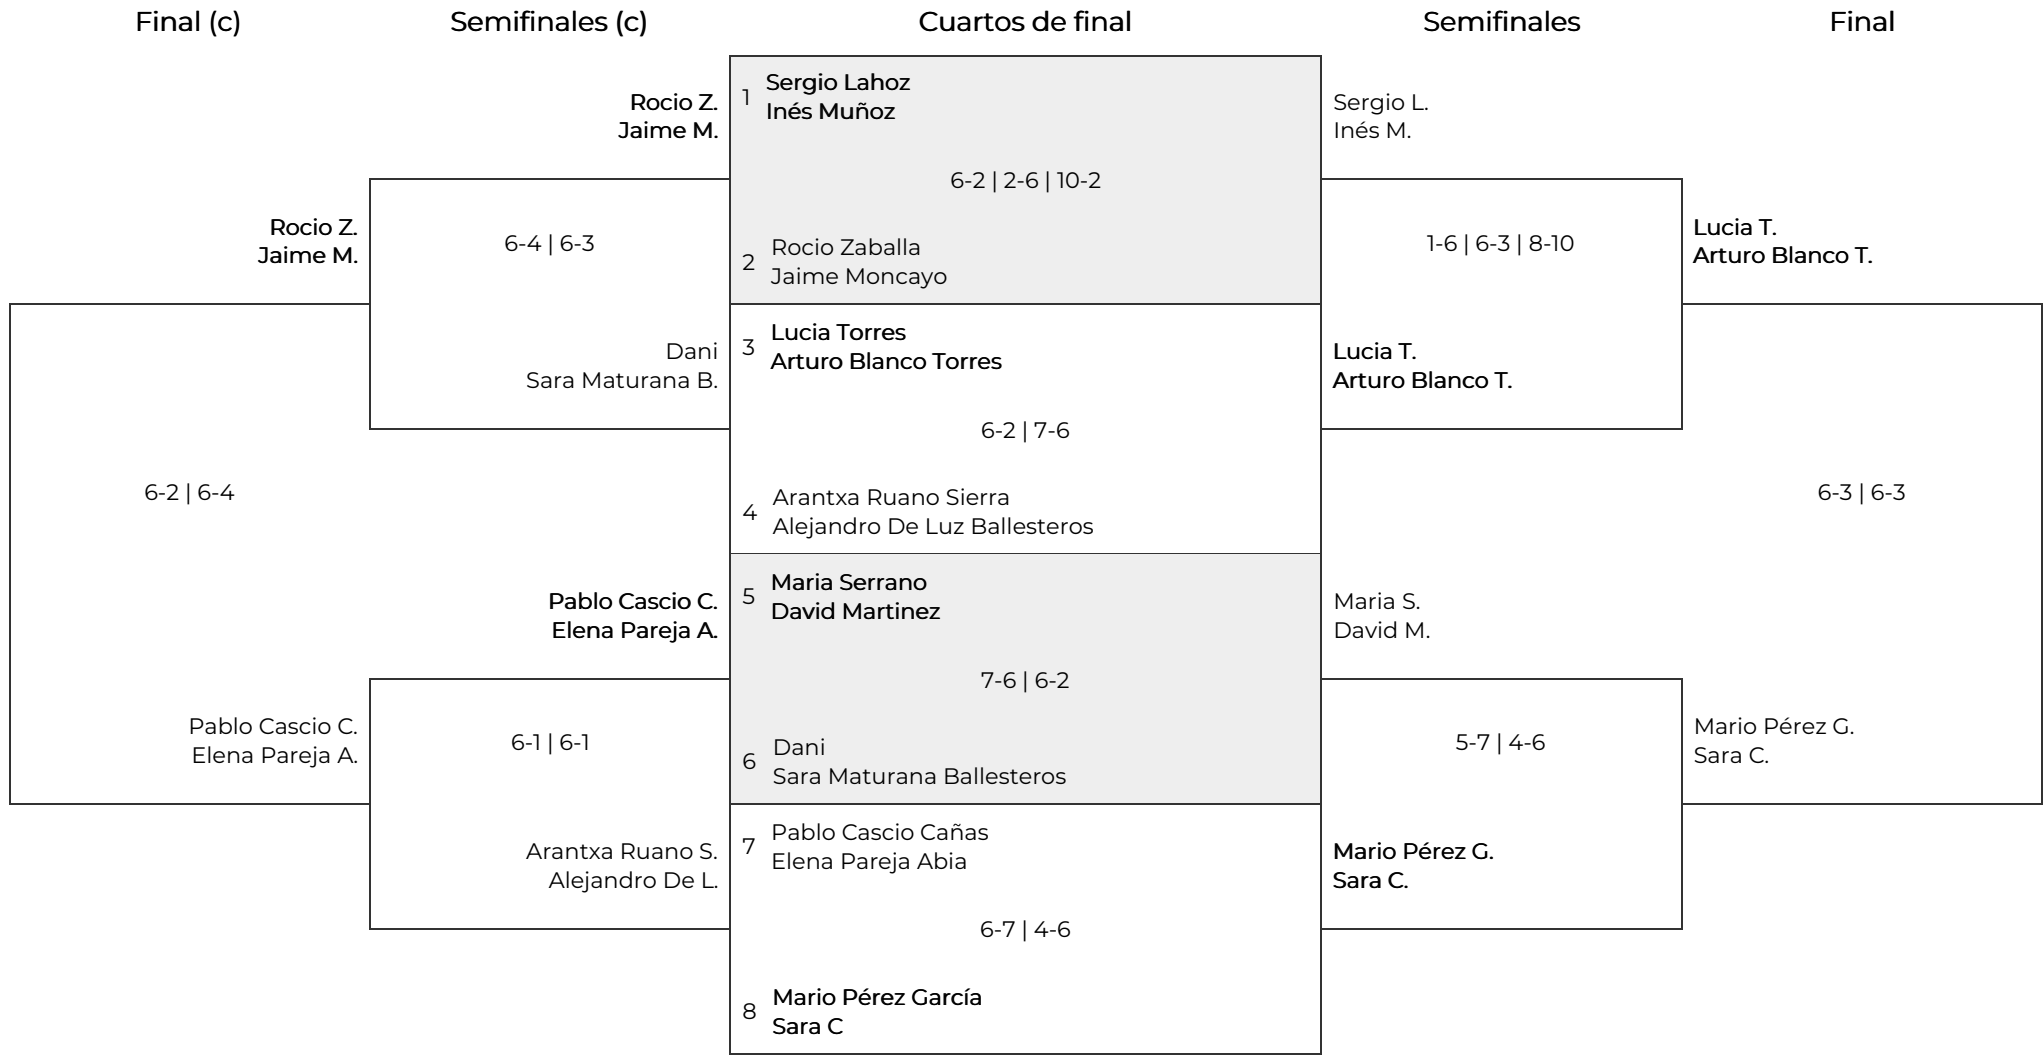 Final (c)
Semifinales (c)
Cuartos de final
Semifinales
Final
Rocio Z.
Jaime M.
Rocio Z.
Jaime M.
6-4 | 6-3
Dani
Sara Maturana B.
6-2 | 6-4
Pablo Cascio C.
Elena Pareja A.
Pablo Cascio C.
Elena Pareja A.
6-1 | 6-1
Arantxa Ruano S.
Alejandro De L.
1
Sergio Lahoz
Inés Muñoz
6-2 | 2-6 | 10-2
2
Rocio Zaballa
Jaime Moncayo
3
Lucia Torres
Arturo Blanco Torres
6-2 | 7-6
4
Arantxa Ruano Sierra
Alejandro De Luz Ballesteros
5
Maria Serrano
David Martinez
7-6 | 6-2
6
Dani
Sara Maturana Ballesteros
7
Pablo Cascio Cañas
Elena Pareja Abia
6-7 | 4-6
8
Mario Pérez García
Sara C
Sergio L.
Inés M.
1-6 | 6-3 | 8-10
Lucia T.
Arturo Blanco T.
Lucia T.
Arturo Blanco T.
6-3 | 6-3
Maria S.
David M.
5-7 | 4-6
Mario Pérez G.
Sara C.
Mario Pérez G.
Sara C.